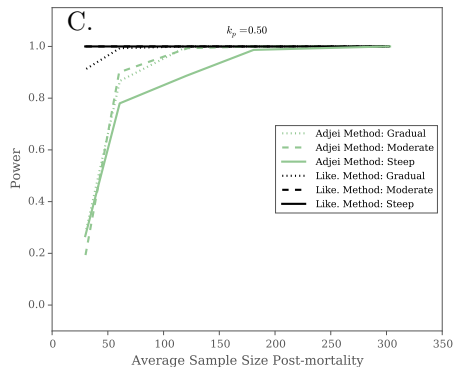 C.
k_p = 0.50
1.0
0.8
0.6
0.4
0.2
0.0
Power
Adjei Method: Gradual
Adjei Method: Moderate
Adjei Method: Steep
Like. Method: Gradual
Like. Method: Moderate
Like. Method: Steep
0 50 100 150 200 250 300 350
Average Sample Size Post-mortality